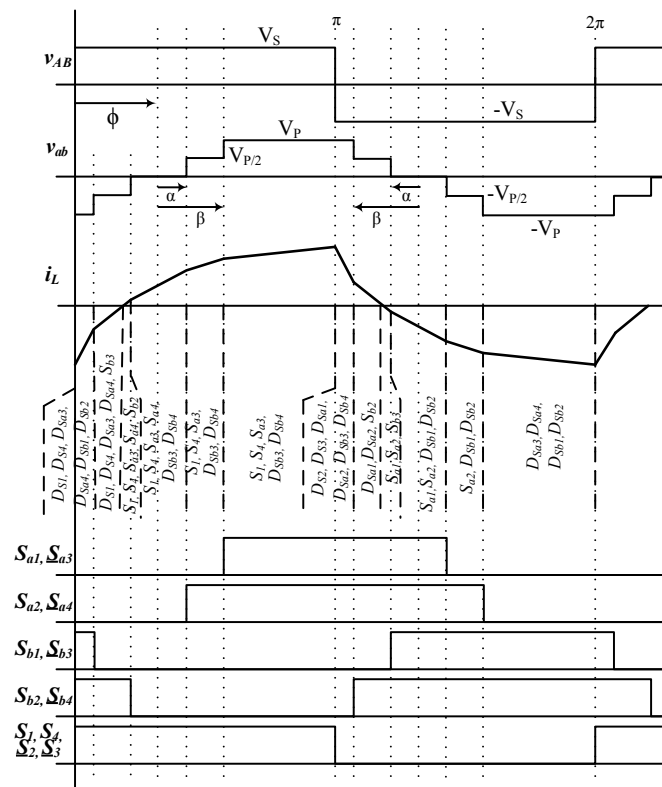 π
2π
V_S
v_AB
-V_S
ϕ
V_P
v_ab
V_P/2
α
β
α
β
-V_P/2
-V_P
i_L
D_S1, D_S4, D_Sa3,
D_Sa4, D_Sb1, D_Sb2
D_S1, D_S4, D_Sa3, D_Sa4, S_b3
S_1, S_4, S_a3, S_a4, S_b2
S_1, S_4, S_a3, S_a4,
D_Sb3, D_Sb4
S_1, S_4, S_a3,
D_Sb3, D_Sb4
S_1, S_4, S_a3,
D_Sb3, D_Sb4
D_S2, D_S3, D_Sa1,
D_Sa2, D_Sb3, D_Sb4
D_Sa1, D_Sa2, S_b2
S_a1, S_a2, S_b3
S_a1, S_a2, D_Sb1, D_Sb2
S_a2, D_Sb1, D_Sb2
D_Sa3, D_Sa4,
D_Sb1, D_Sb2
S_a1, S_a3
S_a2, S_a4
S_b1, S_b3
S_b2, S_b4
S_1, S_4,
S_2, S_3